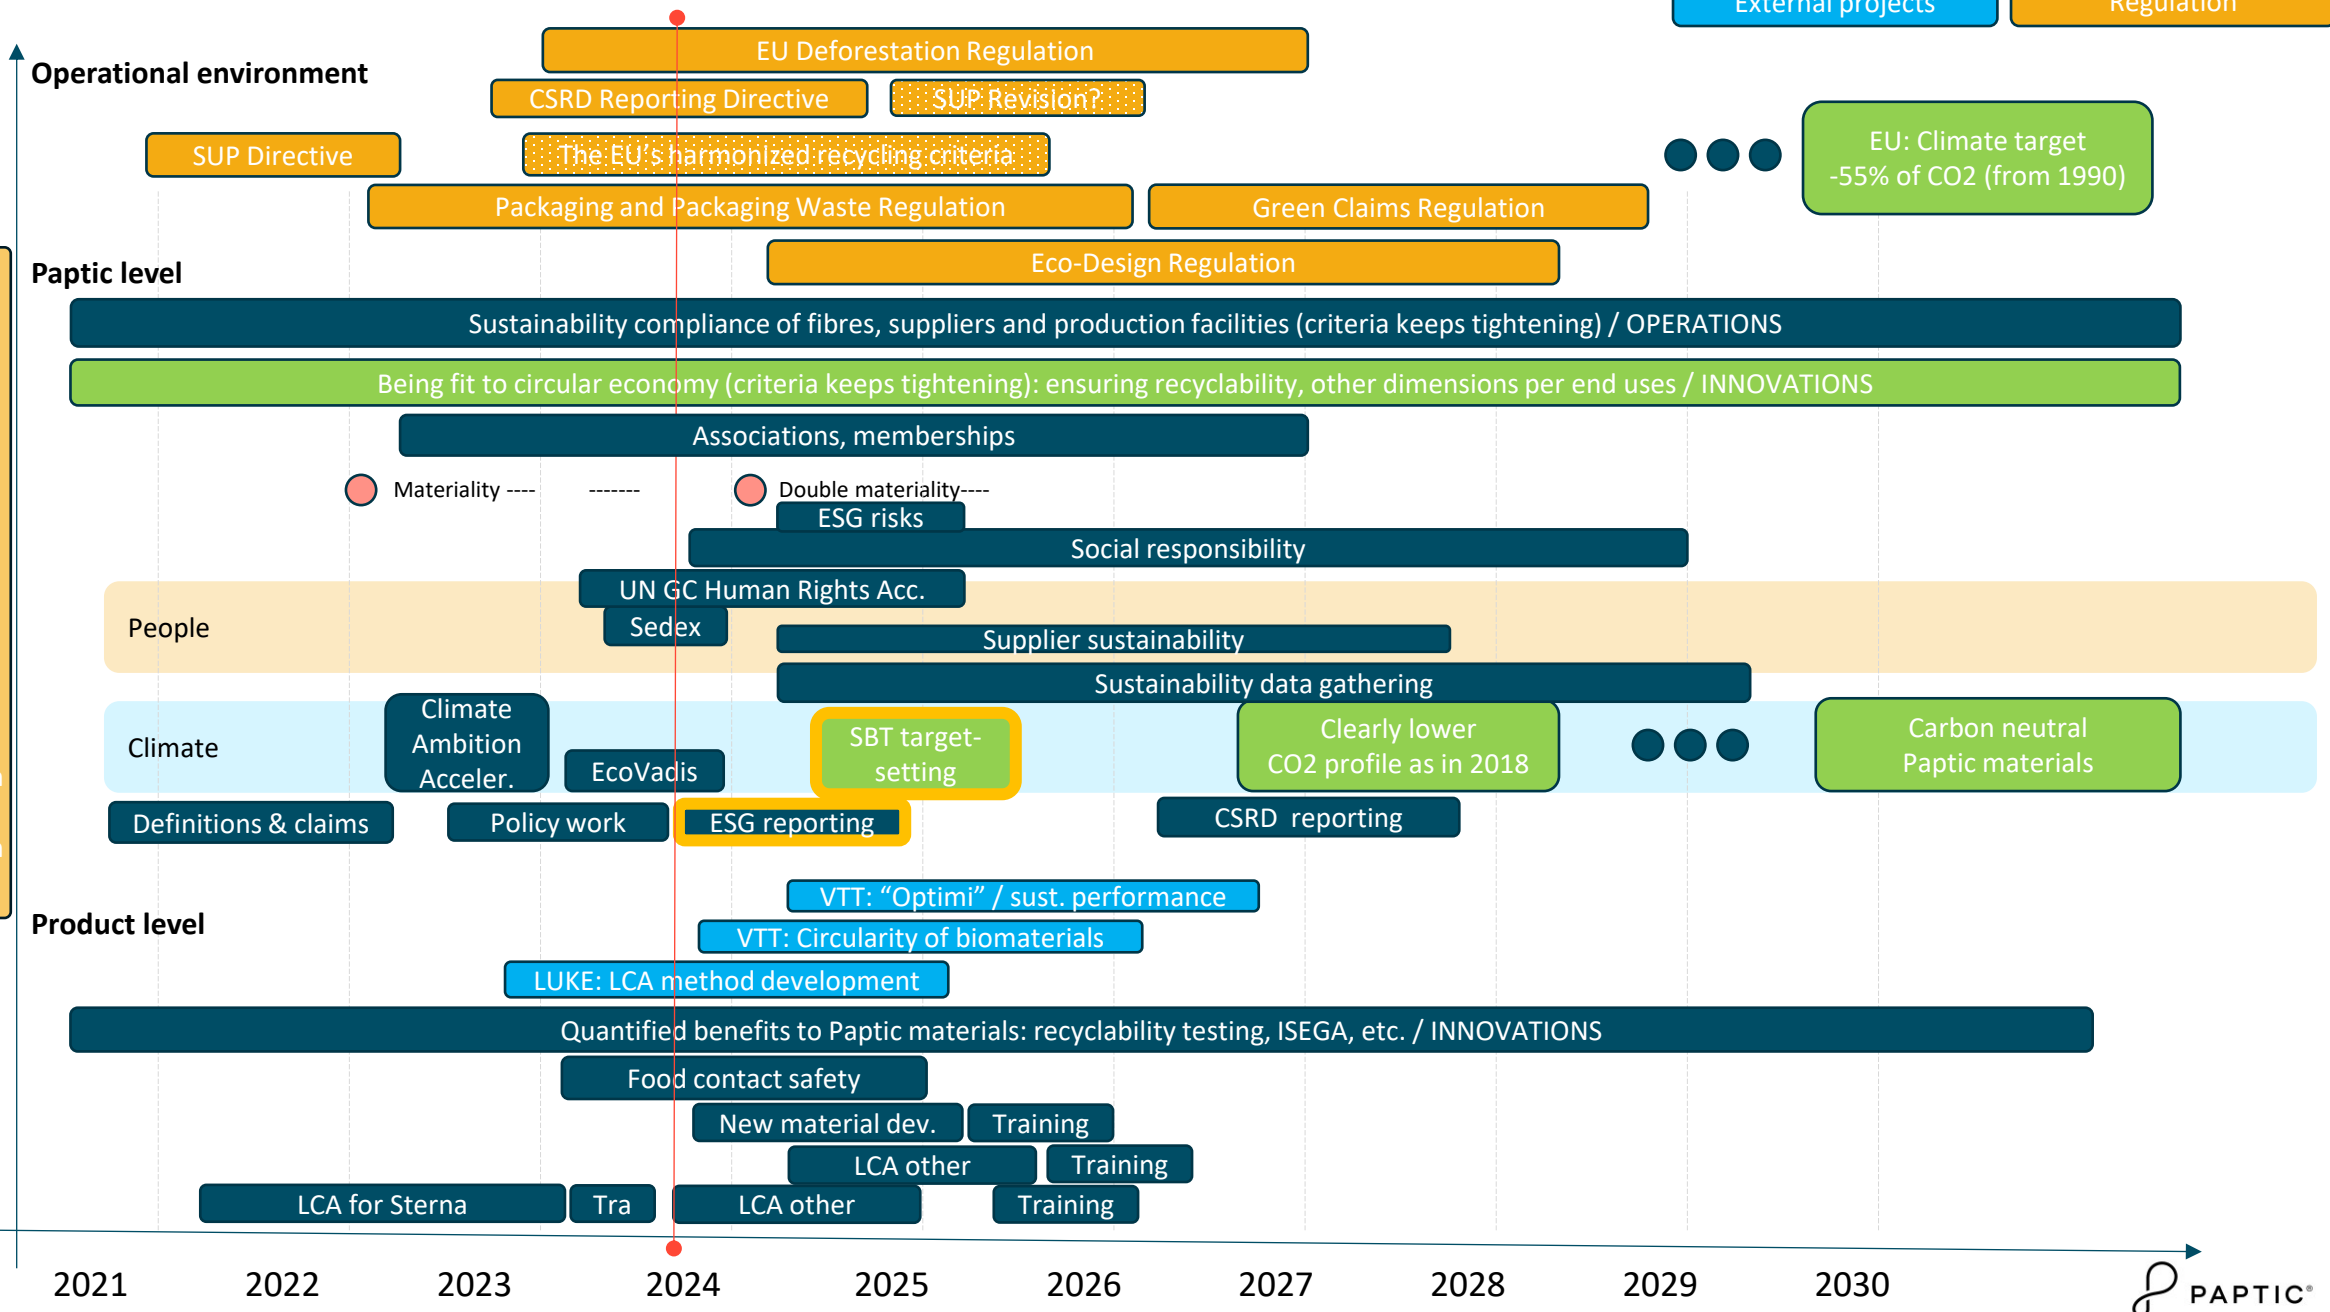 External projects
Regulation
Operational environment
EU Deforestation Regulation
CSRD Reporting Directive
SUP Revision?
SUP Directive
The EU's harmonized recycling criteria
EU: Climate target
-55% of CO2 (from 1990)
Packaging and Packaging Waste Regulation
Green Claims Regulation
Eco-Design Regulation
Paptic level
Sustainability compliance of fibres, suppliers and production facilities (criteria keeps tightening) / OPERATIONS
Being fit to circular economy (criteria keeps tightening): ensuring recyclability, other dimensions per end uses / INNOVATIONS
Associations, memberships
Materiality ---- -------
Double materiality----
ESG risks
Social responsibility
UN GC Human Rights Acc.
People
Sedex
Supplier sustainability
Sustainability data gathering
Climate
Climate
Ambition
Acceler.
EcoVadis
SBT target-
setting
Clearly lower
CO2 profile as in 2018
Carbon neutral
Paptic materials
Definitions & claims
Policy work
ESG reporting
CSRD reporting
Product level
VTT: “Optimi” / sust. performance
VTT: Circularity of biomaterials
LUKE: LCA method development
Quantified benefits to Paptic materials: recyclability testing, ISEGA, etc. / INNOVATIONS
Food contact safety
New material dev.
Training
LCA other
Training
LCA for Sterna
Tra
LCA other
Training
2021 2022 2023 2024 2025 2026 2027 2028 2029 2030
PAPTIC®